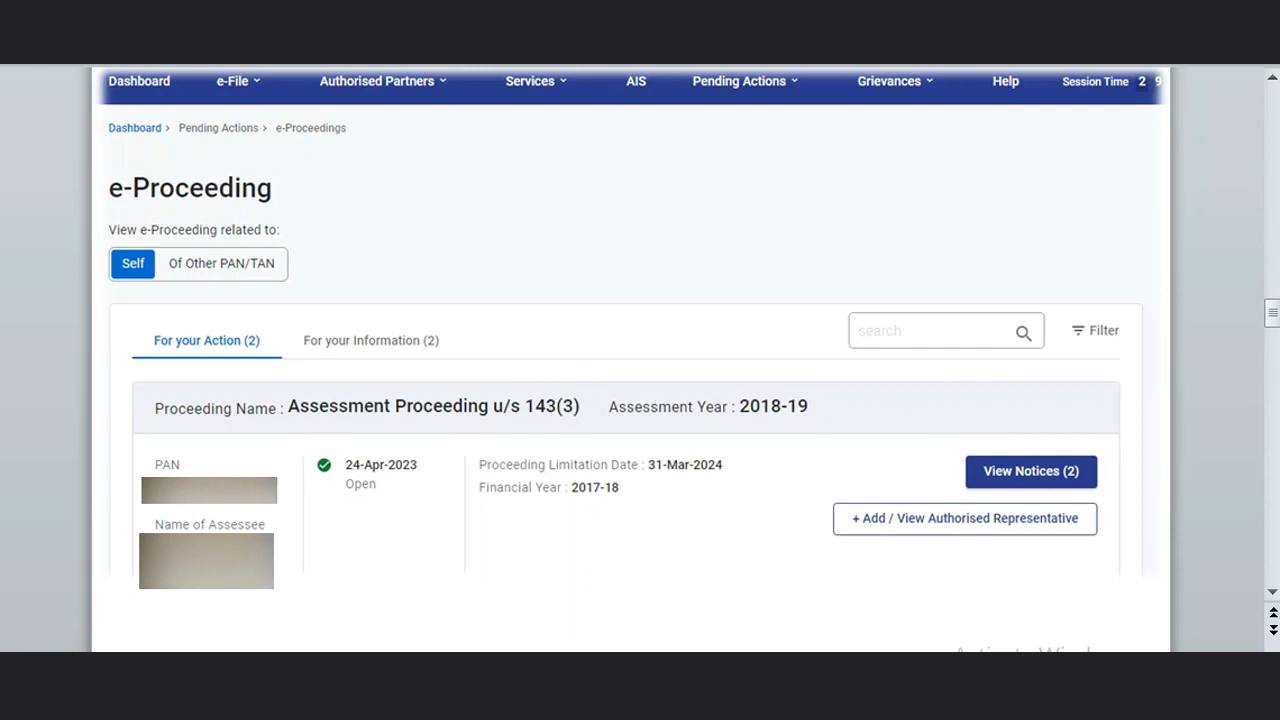 Dashboard e-File Authorised Partners Services AIS Pending Actions Grievances Help Session Time 2 9
Dashboard > Pending Actions > e-Proceedings
e-Proceeding
View e-Proceeding related to:
Self Of Other PAN/TAN
For your Action (2) For your Information (2) search Filter
Proceeding Name : Assessment Proceeding u/s 143(3) Assessment Year : 2018-19
PAN 24-Apr-2023 Proceeding Limitation Date : 31-Mar-2024 View Notices (2)
Open Financial Year : 2017-18
+ Add / View Authorised Representative
Name of Assessee